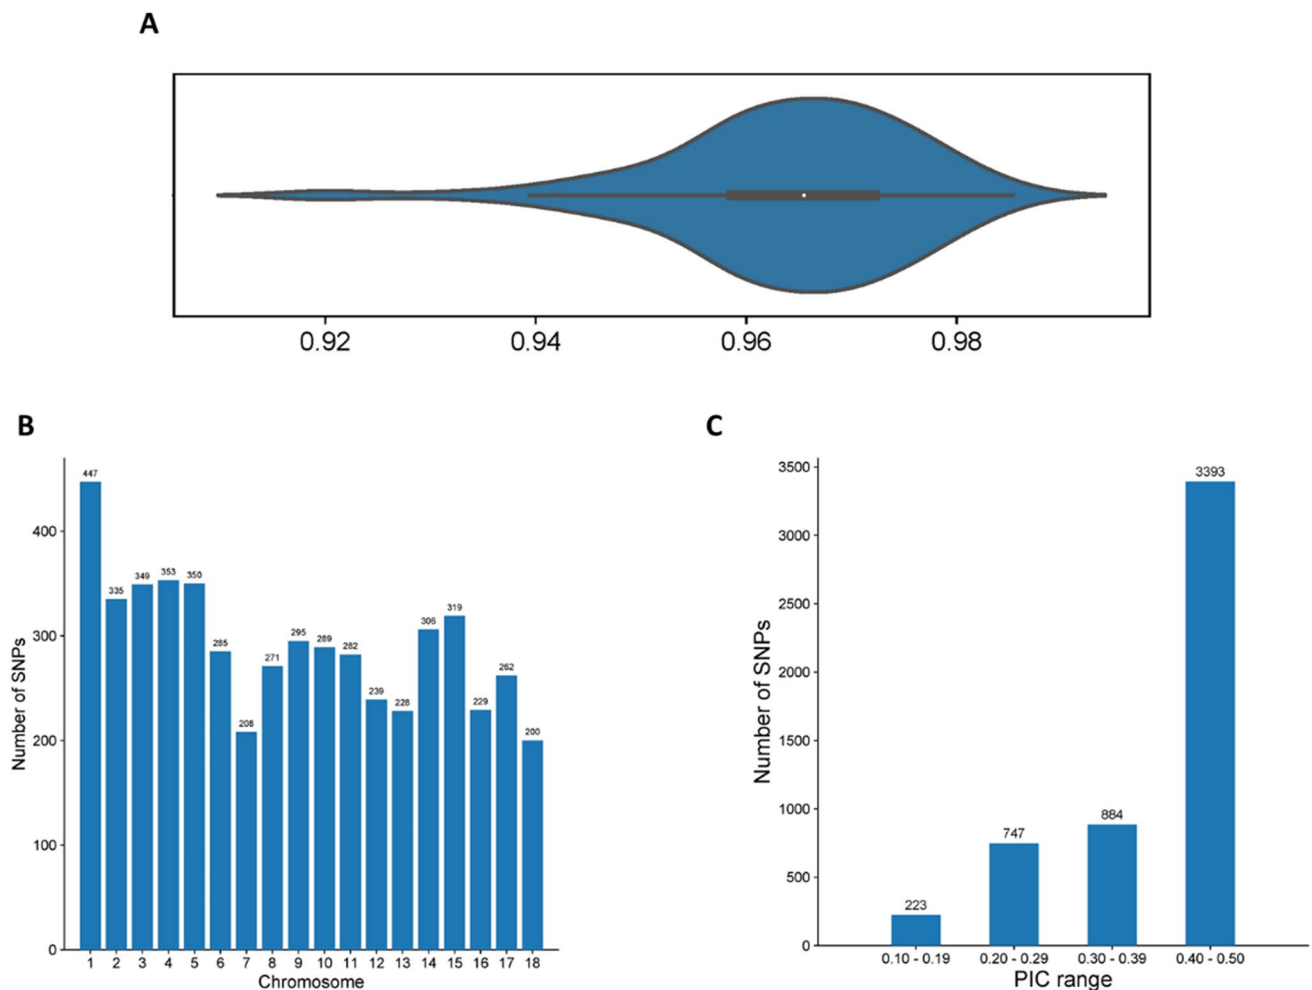 A
0.92 0.94 0.96 0.98
B
Number of SNPs
400
300
200
100
0
447 335 349 353 350 285 208 271 295 289 282 239 228 306 319 229 262 200
1 2 3 4 5 6 7 8 9 10 11 12 13 14 15 16 17 18
Chromosome
C
Number of SNPs
3500
3000
2500
2000
1500
1000
500
0
223 747 884 3393
0.10 - 0.19 0.20 - 0.29 0.30 - 0.39 0.40 - 0.50
PIC range